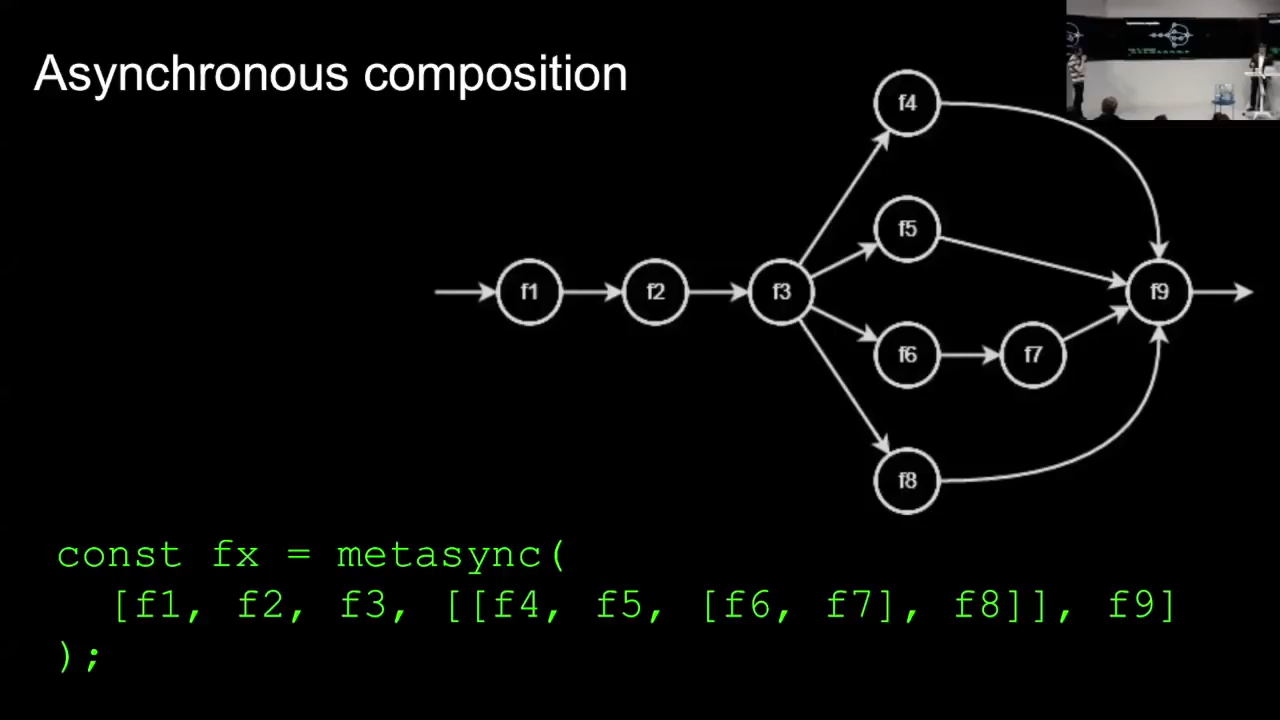 Asynchronous composition
f4
f5
f1
f2
f3
f9
f6
f7
f8
const fx = metasync(
[f1, f2, f3, [[f4, f5, [f6, f7], f8]], f9]
);